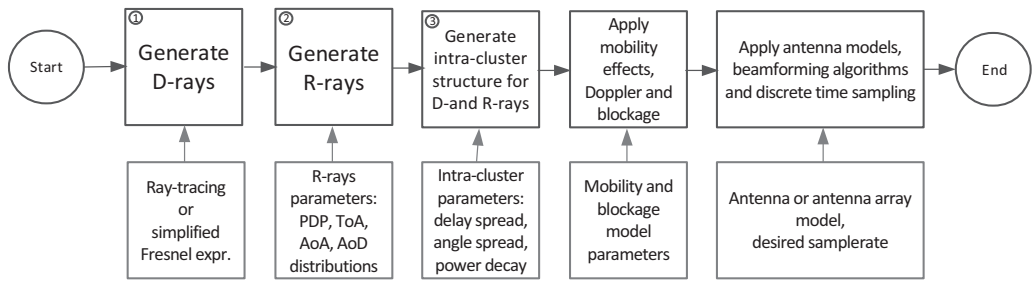 Start
①
Generate
D-rays
②
Generate
R-rays
③
Generate
intra-cluster
structure for
D-and R-rays
Apply
mobility
effects,
Doppler and
blockage
Apply antenna models,
beamforming algorithms
and discrete time sampling
End
Ray-tracing
or
simplified
Fresnel expr.
R-rays
parameters:
PDP, ToA,
AoA, AoD
distributions
Intra-cluster
parameters:
delay spread,
angle spread,
power decay
Mobility and
blockage
model
parameters
Antenna or antenna array
model,
desired samplerate